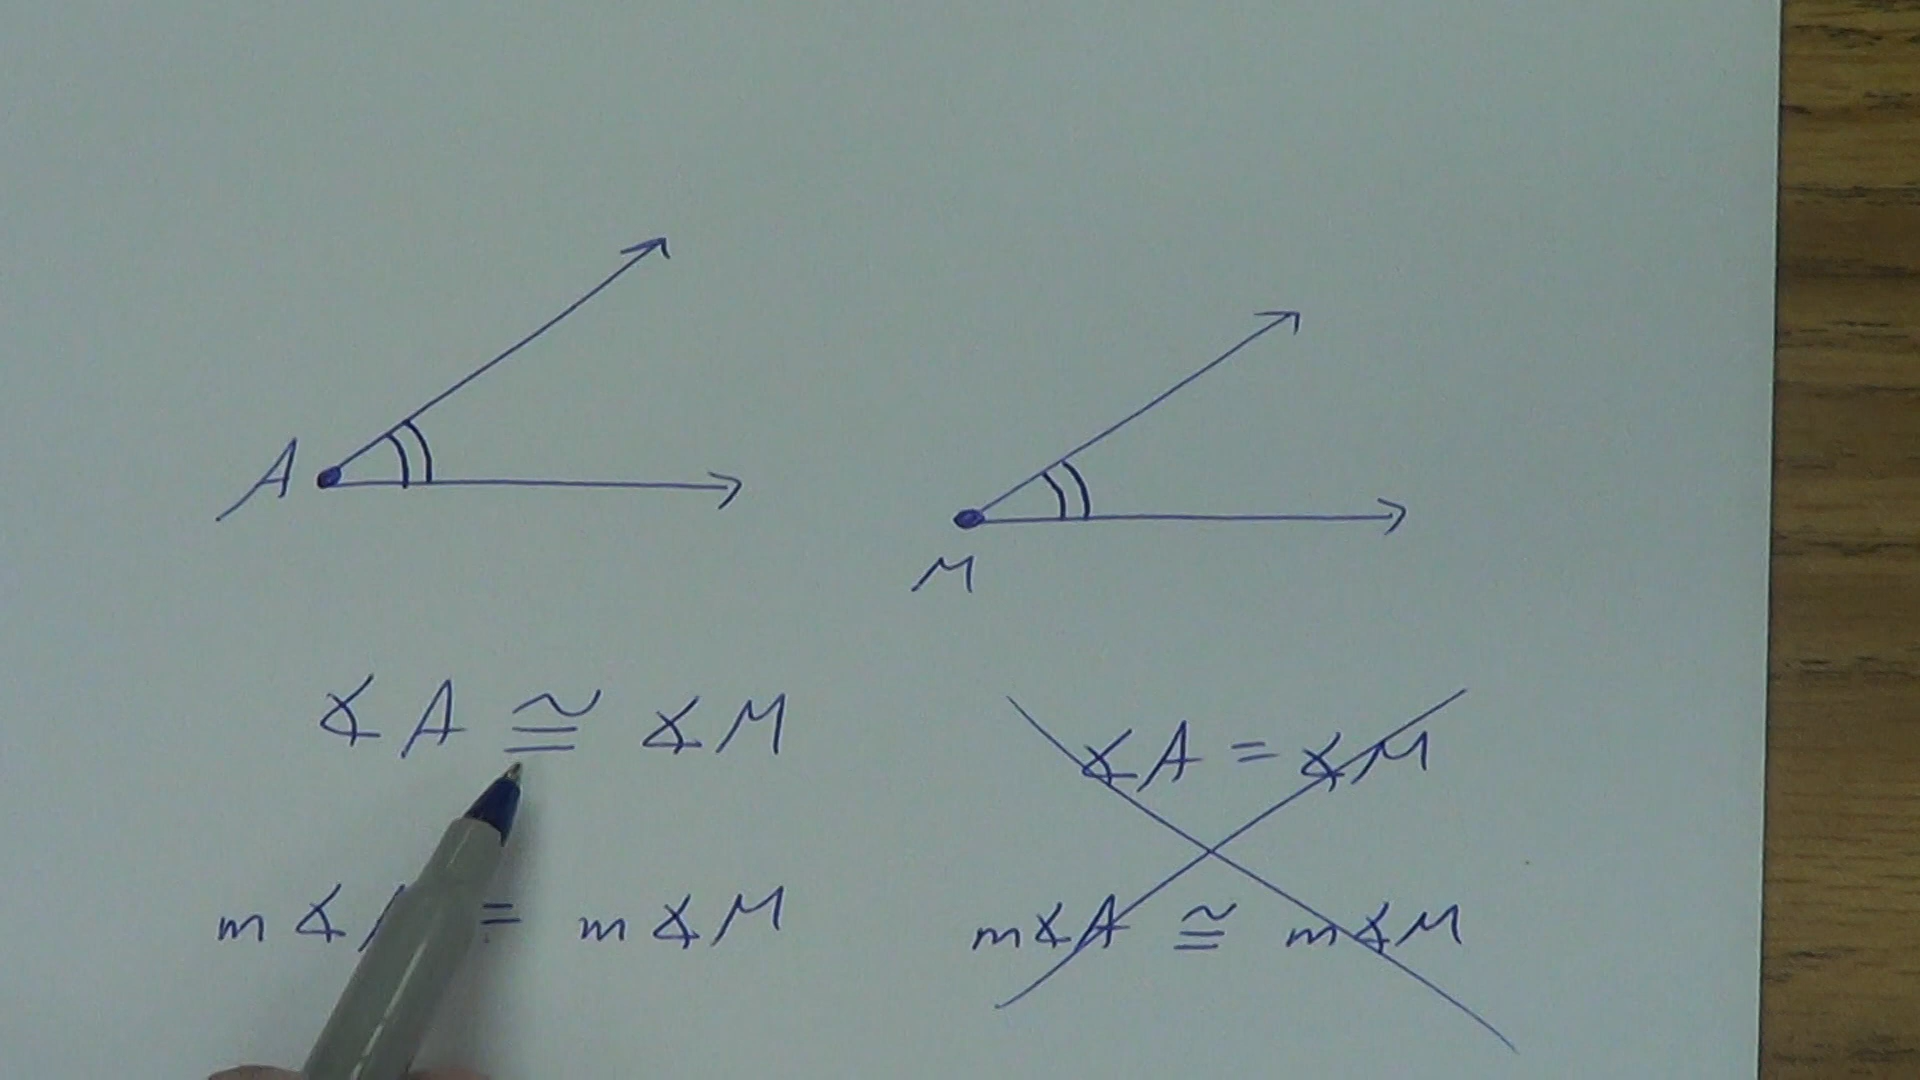 A
M
∡A ≅ ∡M
∡A = ∡M
m∡ = m∡M
m∡A ≅ m∡M